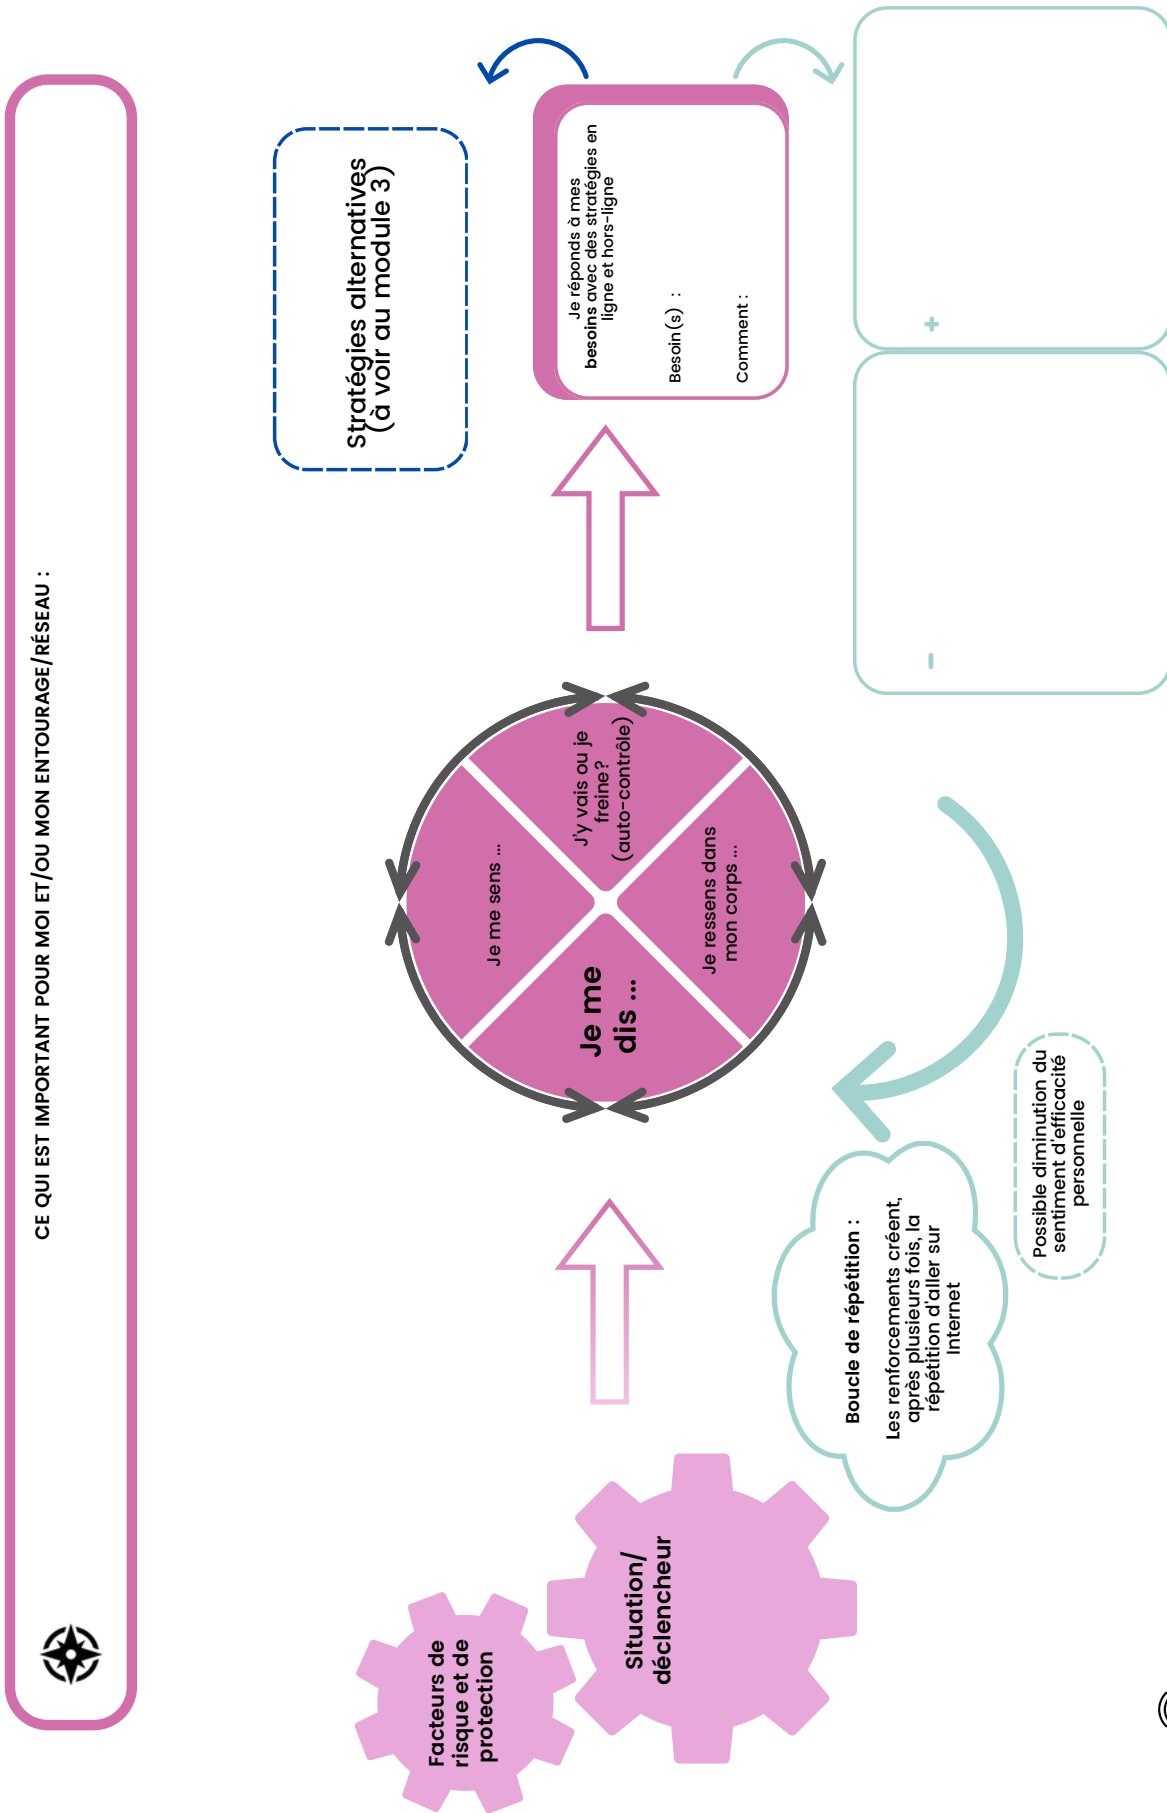 CE QUI EST IMPORTANT POUR MOI ET/OU MON ENTOURAGE/RÉSEAU :
Facteurs de
risque et de
protection
Situation/
déclencheur
Je me
dis ...
Je me sens ...
J'y vais ou je
freine?
(auto-contrôle)
Je ressens dans
mon corps ...
Stratégies alternatives
(à voir au module 3)
Je réponds à mes
besoins avec des stratégies en
ligne et hors-ligne
Besoin(s) :
Comment :
-
+
Boucle de répétition :
Les renforcements créent,
après plusieurs fois, la
répétition d'aller sur
Internet
Possible diminution du
sentiment d'efficacité
personnelle